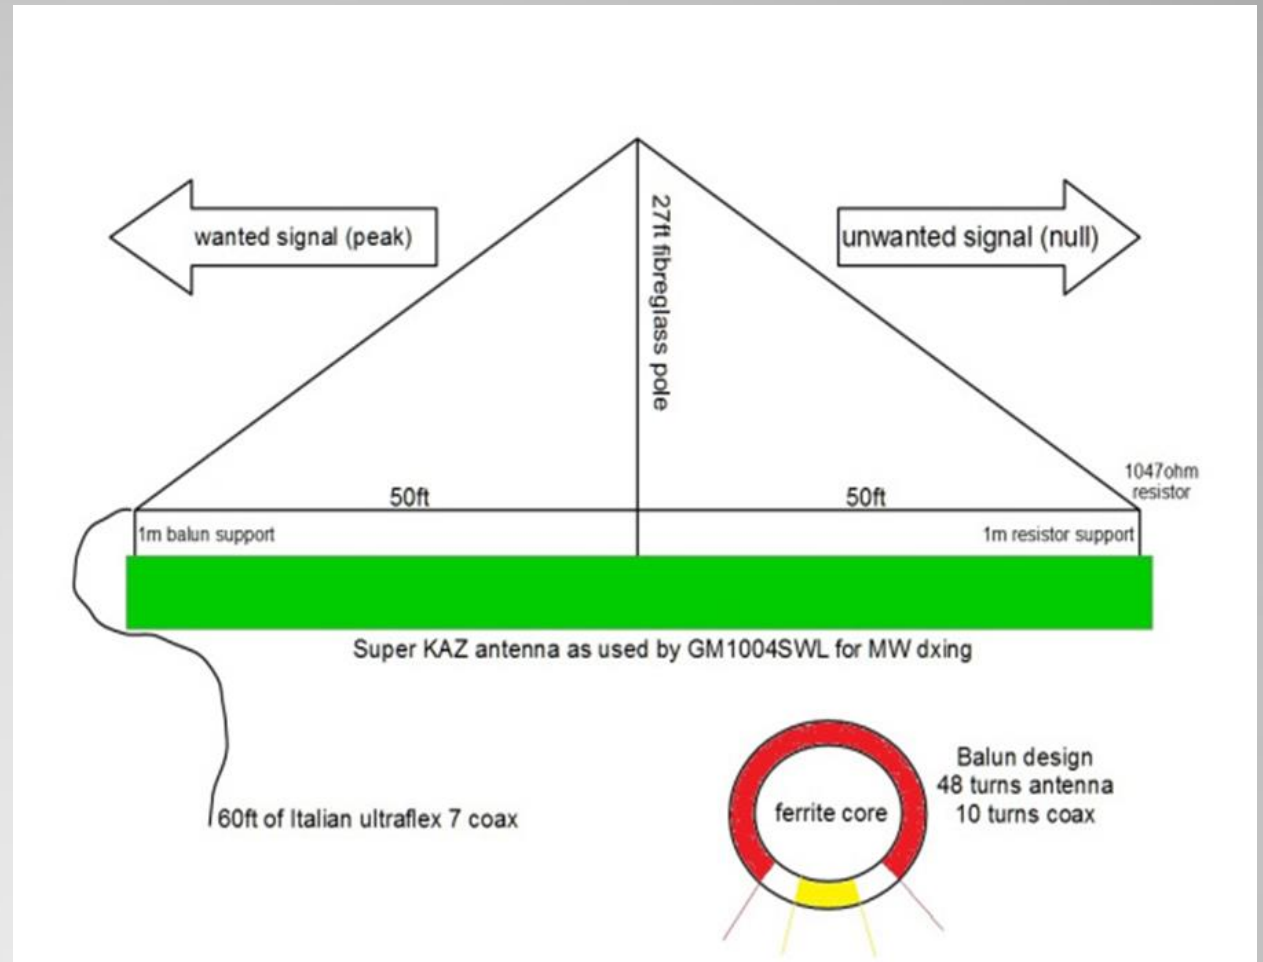 wanted signal (peak)
27ft fibreglass pole
unwanted signal (null)
1047ohm
resistor
50ft
50ft
1m balun support
1m resistor support
Super KAZ antenna as used by GM1004SWL for MW dxing
Balun design
48 turns antenna
10 turns coax
ferrite core
60ft of Italian ultraflex 7 coax